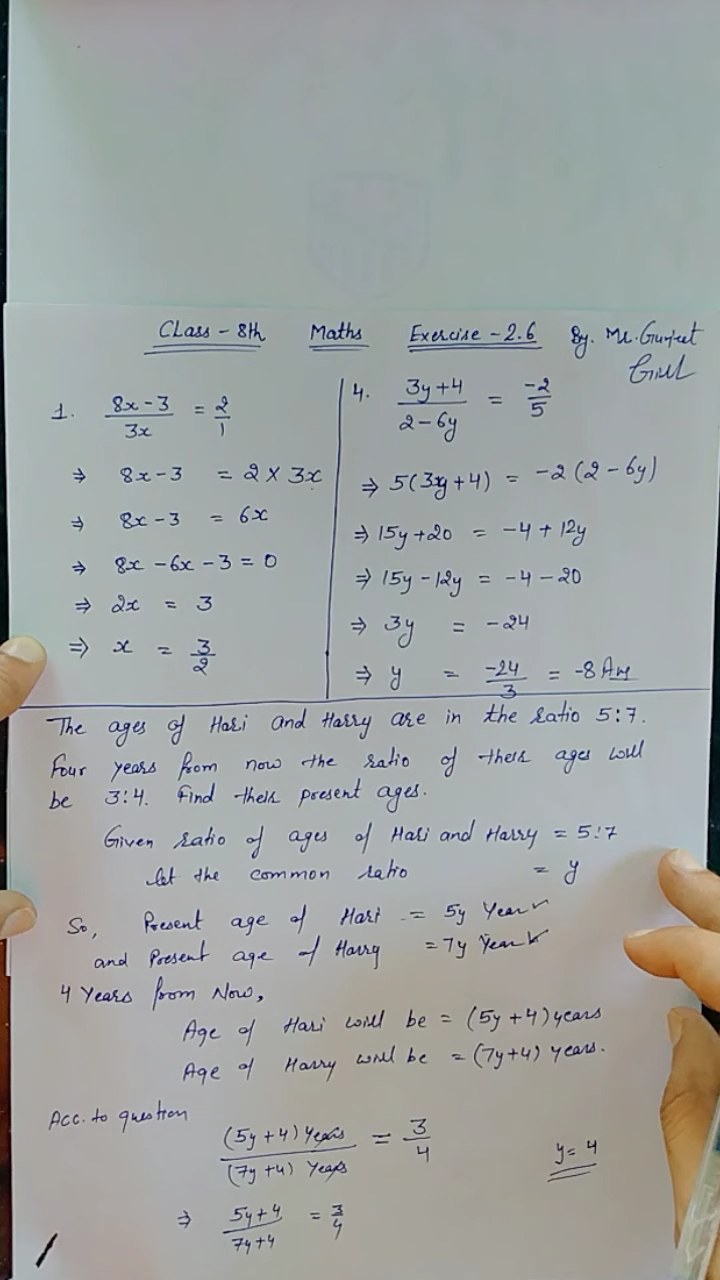 Class - 8th Maths Exercise - 2.6 By. Mr. Gurjeet
Gill
1. (8x - 3)/(3x) = 2/1
⇒ 8x - 3 = 2 × 3x
⇒ 8x - 3 = 6x
⇒ 8x - 6x - 3 = 0
⇒ 2x = 3
⇒ x = 3/2
4. (3y + 4)/(2 - 6y) = -2/5
⇒ 5(3y + 4) = -2(2 - 6y)
⇒ 15y + 20 = -4 + 12y
⇒ 15y - 12y = -4 - 20
⇒ 3y = -24
⇒ y = -24/3 = -8 Ans
The ages of Hari and Harry are in the ratio 5:7.
Four years from now the ratio of their ages will
be 3:4. Find their present ages.
Given ratio of ages of Hari and Harry = 5:7
let the common ratio = y
So, Present age of Hari = 5y Year
and Present age of Harry = 7y Year
4 Years from Now,
Age of Hari will be = (5y + 4) years
Age of Harry will be = (7y + 4) years.
Acc. to question
(5y + 4) Years/(7y + 4) Years = 3/4
y = 4
⇒ (5y + 4)/(7y + 4) = 3/4